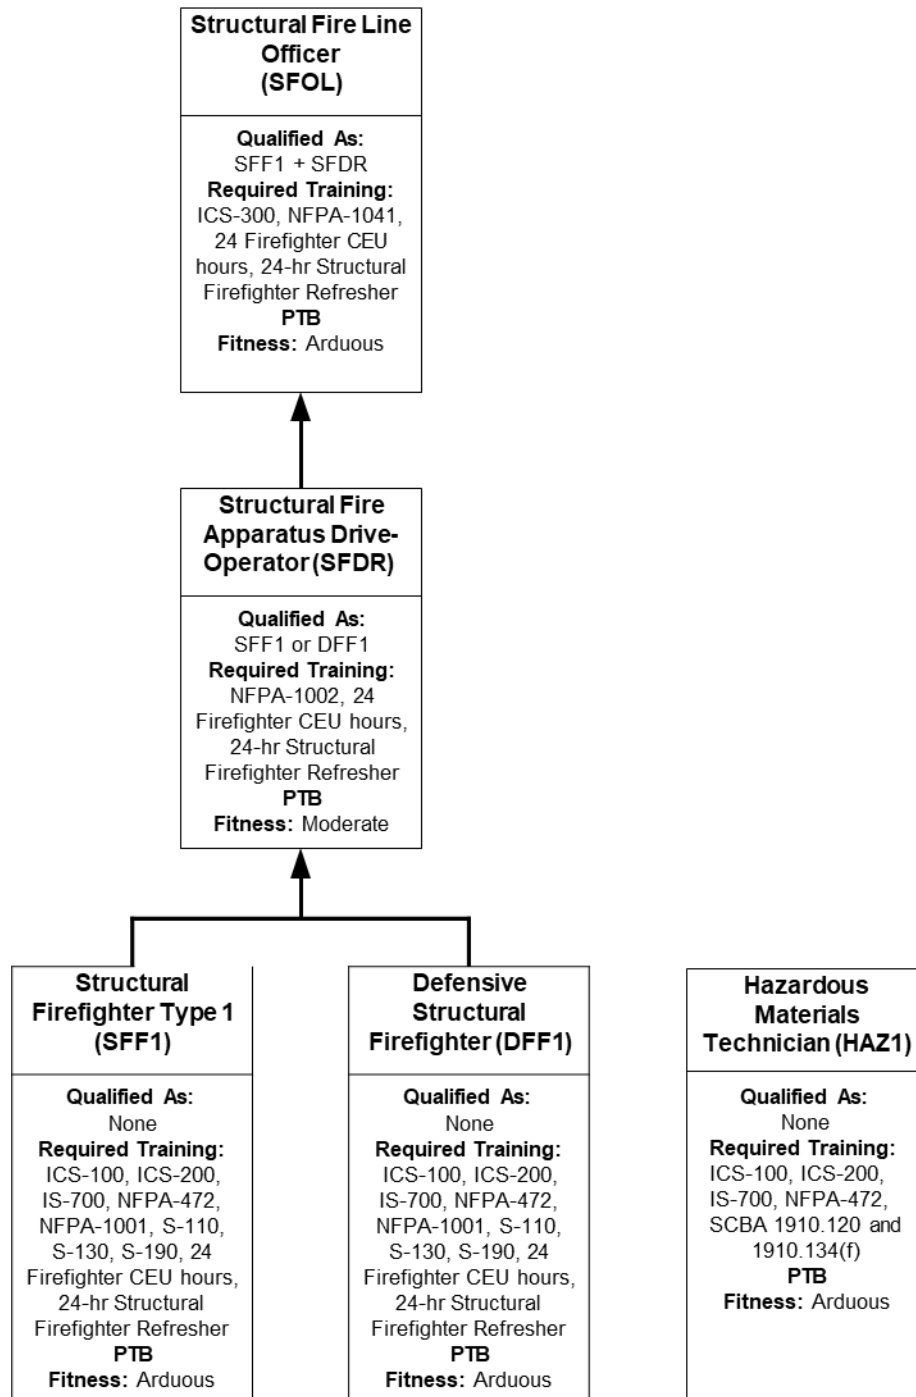 Structural Fire Line
Officer
(SFOL)
Qualified As:
SFF1 + SFDR
Required Training:
ICS-300, NFPA-1041,
24 Firefighter CEU
hours, 24-hr Structural
Firefighter Refresher
PTB
Fitness: Arduous
Structural Fire
Apparatus Drive-
Operator (SFDR)
Qualified As:
SFF1 or DFF1
Required Training:
NFPA-1002, 24
Firefighter CEU hours,
24-hr Structural
Firefighter Refresher
PTB
Fitness: Moderate
Structural
Firefighter Type 1
(SFF1)
Qualified As:
None
Required Training:
ICS-100, ICS-200,
IS-700, NFPA-472,
NFPA-1001, S-110,
S-130, S-190, 24
Firefighter CEU hours,
24-hr Structural
Firefighter Refresher
PTB
Fitness: Arduous
Defensive
Structural
Firefighter (DFF1)
Qualified As:
None
Required Training:
ICS-100, ICS-200,
IS-700, NFPA-472,
NFPA-1001, S-110,
S-130, S-190, 24
Firefighter CEU hours,
24-hr Structural
Firefighter Refresher
PTB
Fitness: Arduous
Hazardous
Materials
Technician (HAZ1)
Qualified As:
None
Required Training:
ICS-100, ICS-200,
IS-700, NFPA-472,
SCBA 1910.120 and
1910.134(f)
PTB
Fitness: Arduous